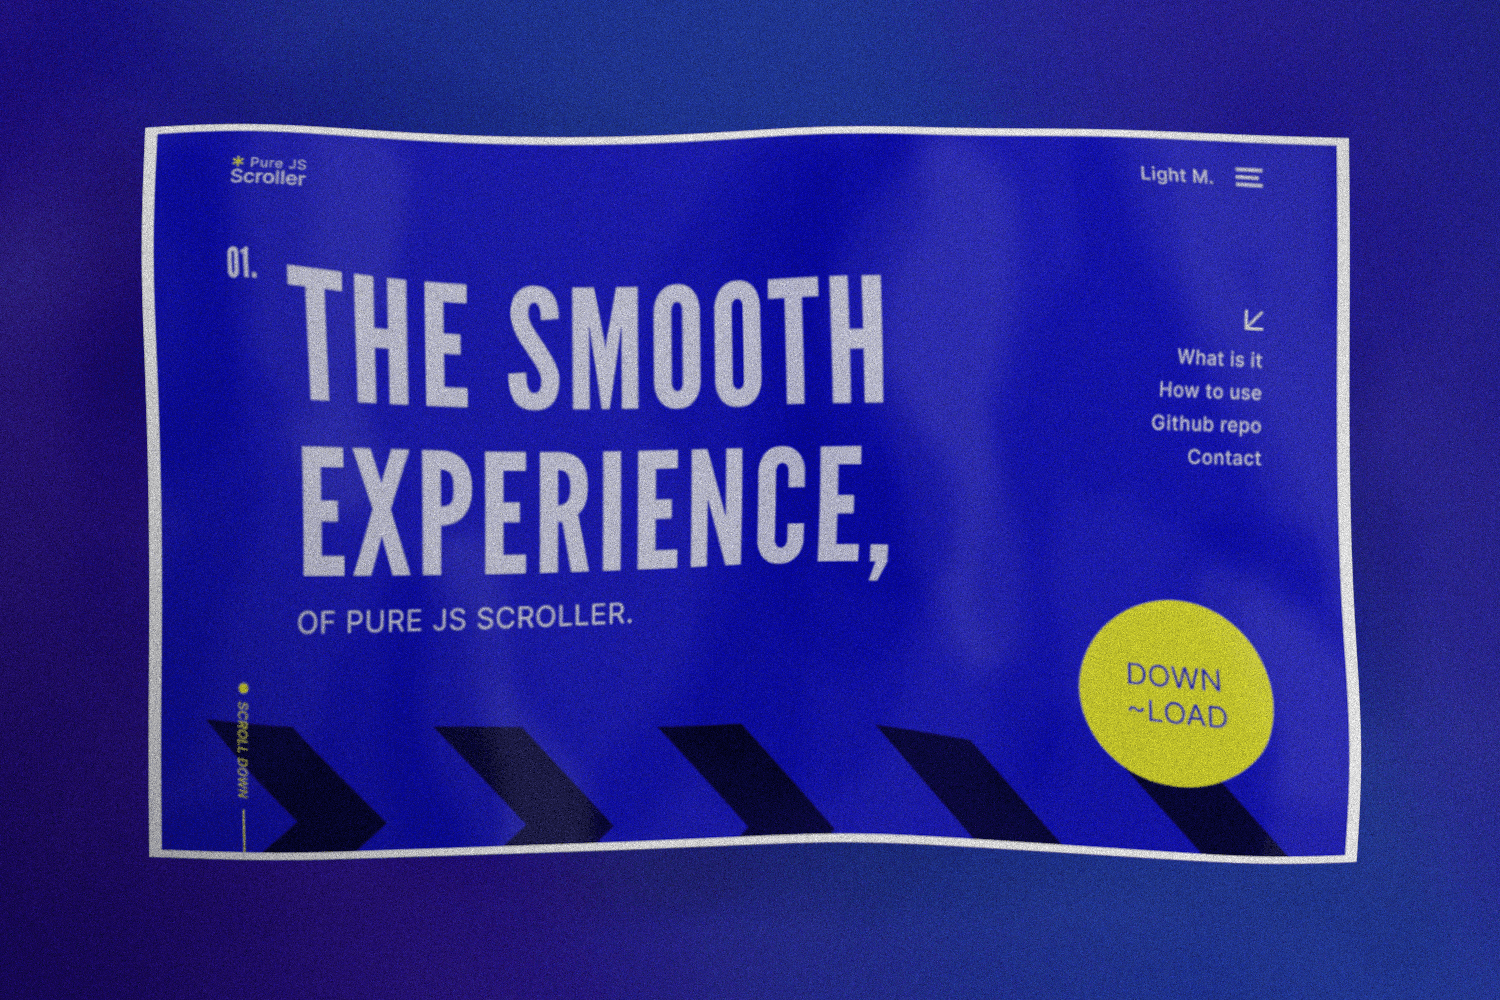 * Pure JS
Scroller
Light M.
01.
THE SMOOTH
EXPERIENCE,
OF PURE JS SCROLLER.
What is it
How to use
Github repo
Contact
DOWN
~LOAD
SCROLL DOWN